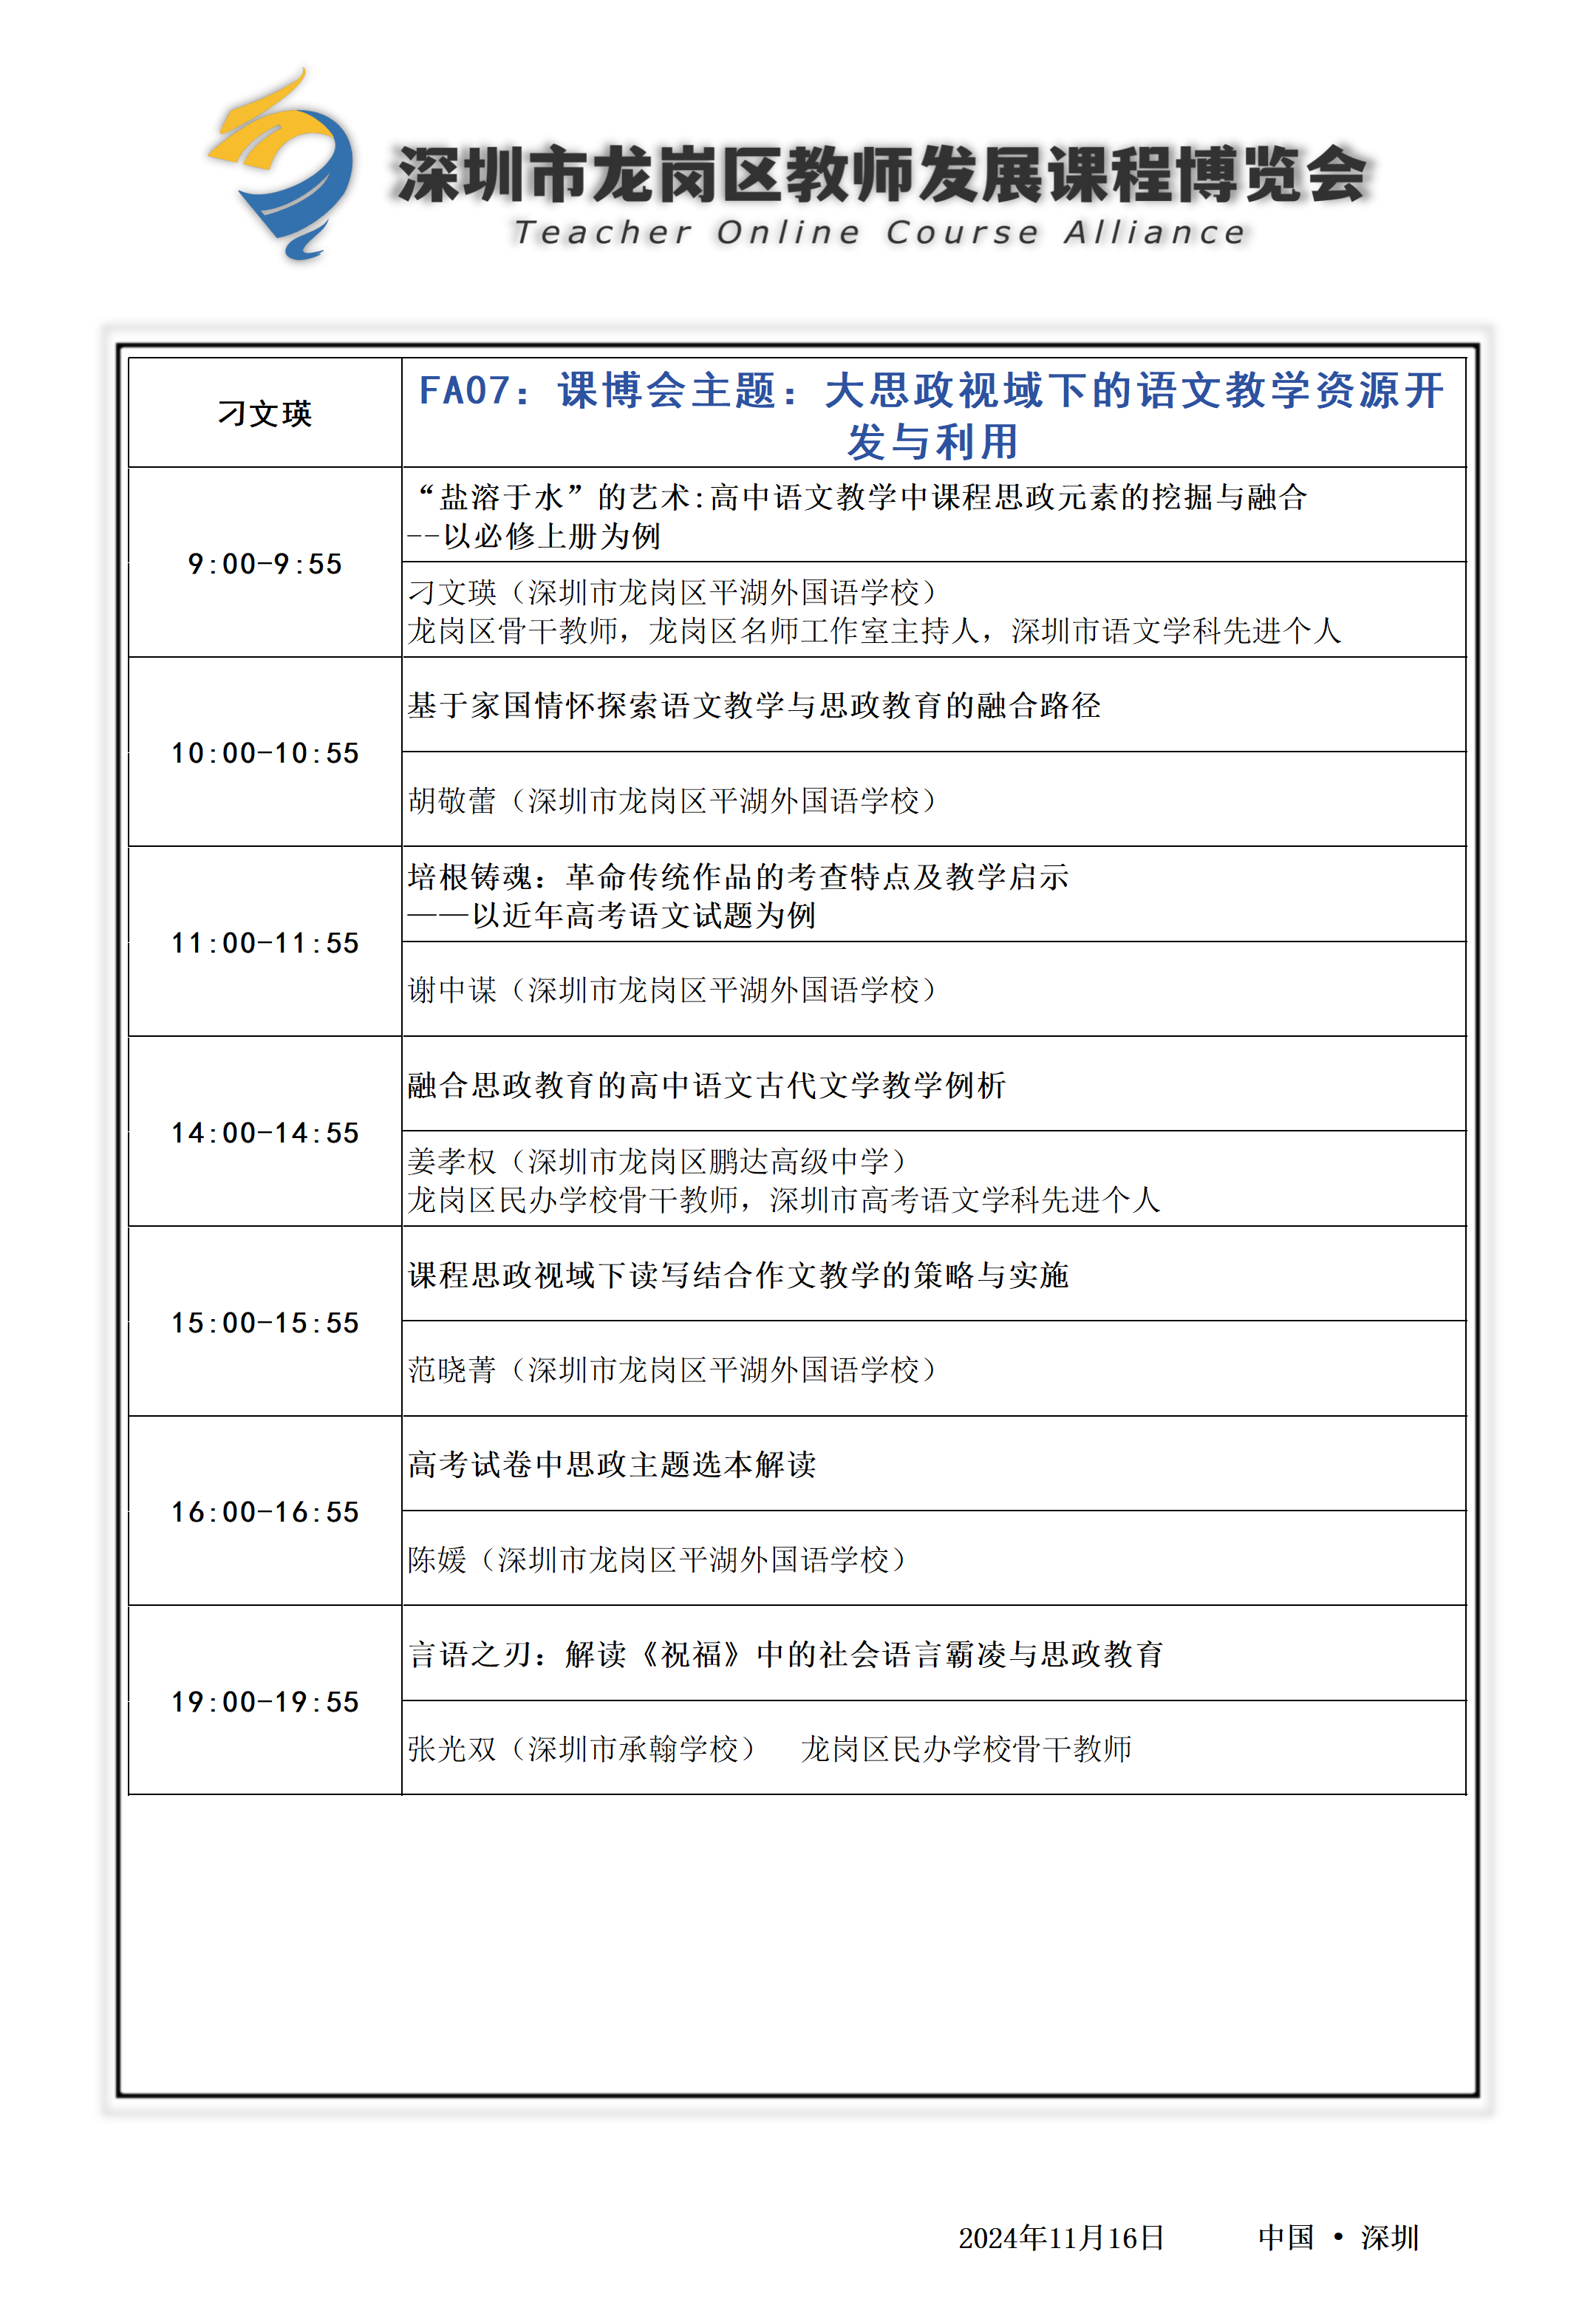 深圳市龙岗区教师发展课程博览会
Teacher Online Course Alliance
刁文瑛
FA07：课博会主题：大思政视域下的语文教学资源开
发与利用
9:00-9:55
“盐溶于水”的艺术:高中语文教学中课程思政元素的挖掘与融合
--以必修上册为例
刁文瑛（深圳市龙岗区平湖外国语学校）
龙岗区骨干教师，龙岗区名师工作室主持人，深圳市语文学科先进个人
10:00-10:55
基于家国情怀探索语文教学与思政教育的融合路径
胡敬蕾（深圳市龙岗区平湖外国语学校）
11:00-11:55
培根铸魂：革命传统作品的考查特点及教学启示
——以近年高考语文试题为例
谢中谋（深圳市龙岗区平湖外国语学校）
14:00-14:55
融合思政教育的高中语文古代文学教学例析
姜孝权（深圳市龙岗区鹏达高级中学）
龙岗区民办学校骨干教师，深圳市高考语文学科先进个人
15:00-15:55
课程思政视域下读写结合作文教学的策略与实施
范晓菁（深圳市龙岗区平湖外国语学校）
16:00-16:55
高考试卷中思政主题选本解读
陈媛（深圳市龙岗区平湖外国语学校）
19:00-19:55
言语之刃：解读《祝福》中的社会语言霸凌与思政教育
张光双（深圳市承翰学校） 龙岗区民办学校骨干教师
2024年11月16日 中国 • 深圳